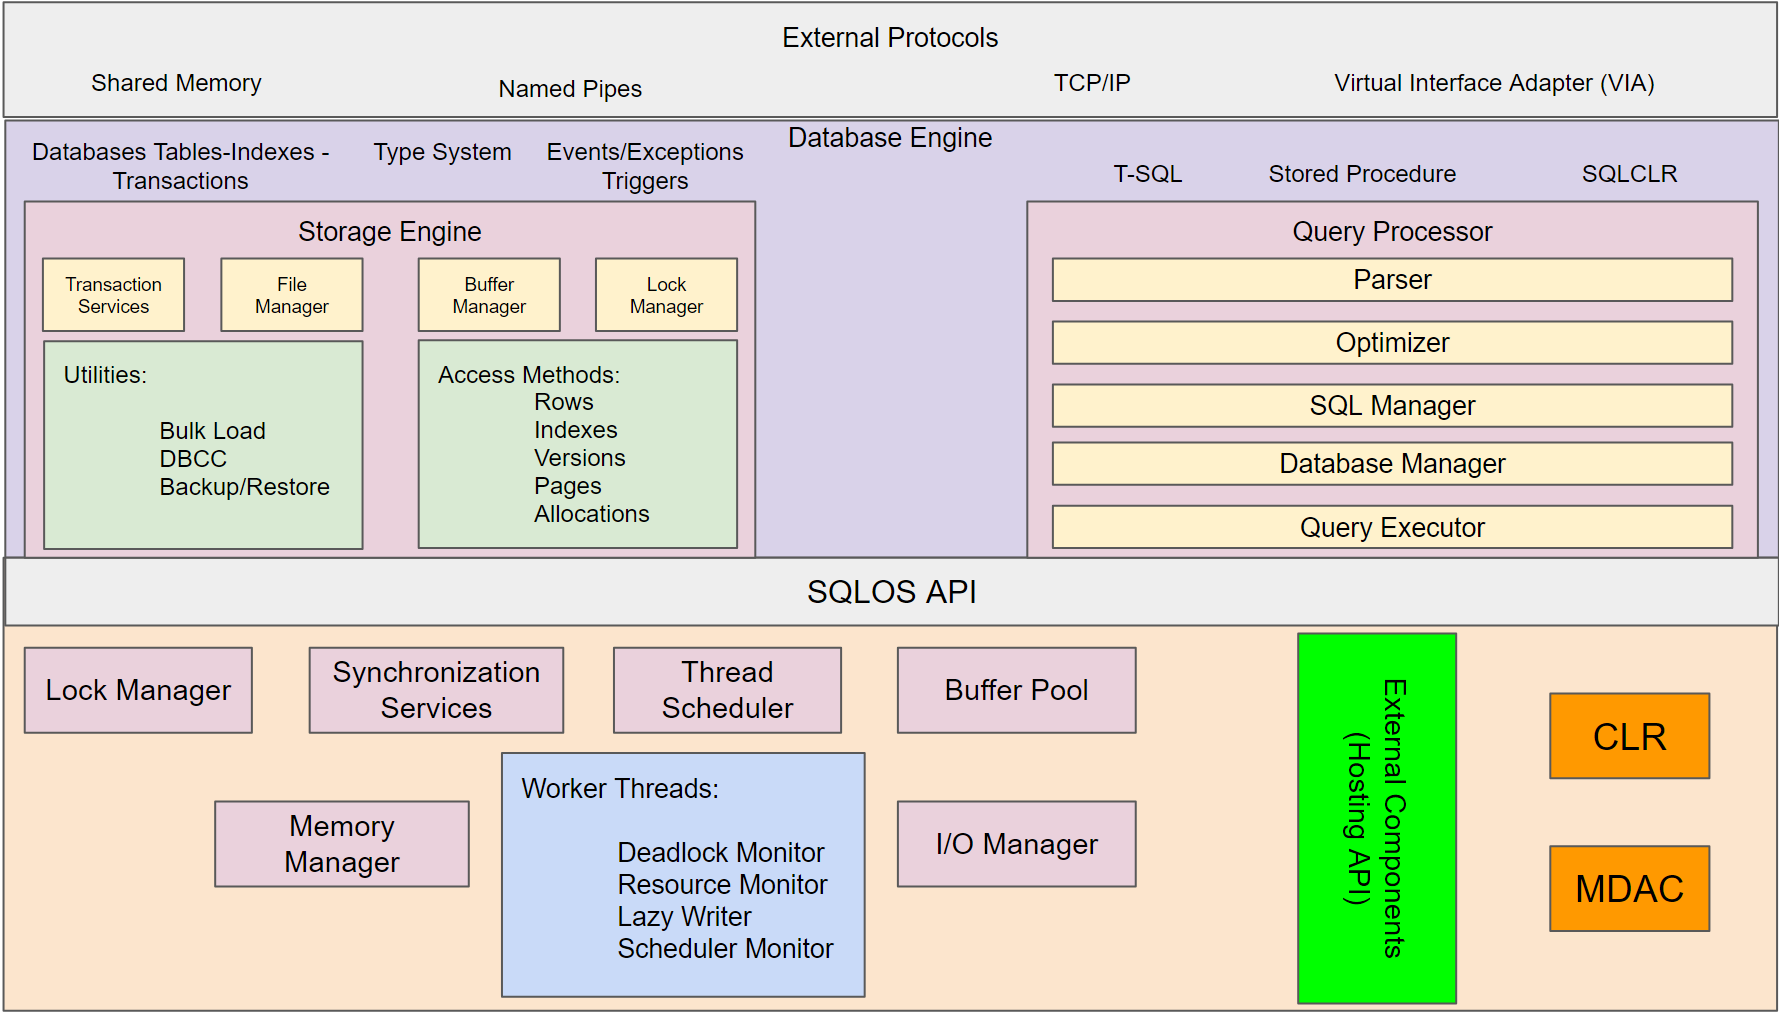 External Protocols
Shared Memory
Named Pipes
TCP/IP
Virtual Interface Adapter (VIA)
Database Engine
Databases Tables-Indexes -
Transactions
Type System
Events/Exceptions
Triggers
T-SQL
Stored Procedure
SQLCLR
Storage Engine
Transaction
Services
File
Manager
Buffer
Manager
Lock
Manager
Utilities:
Bulk Load
DBCC
Backup/Restore
Access Methods:
Rows
Indexes
Versions
Pages
Allocations
Query Processor
Parser
Optimizer
SQL Manager
Database Manager
Query Executor
SQLOS API
Lock Manager
Synchronization
Services
Thread
Scheduler
Buffer Pool
Memory
Manager
Worker Threads:
Deadlock Monitor
Resource Monitor
Lazy Writer
Scheduler Monitor
I/O Manager
External Components
(Hosting API)
CLR
MDAC